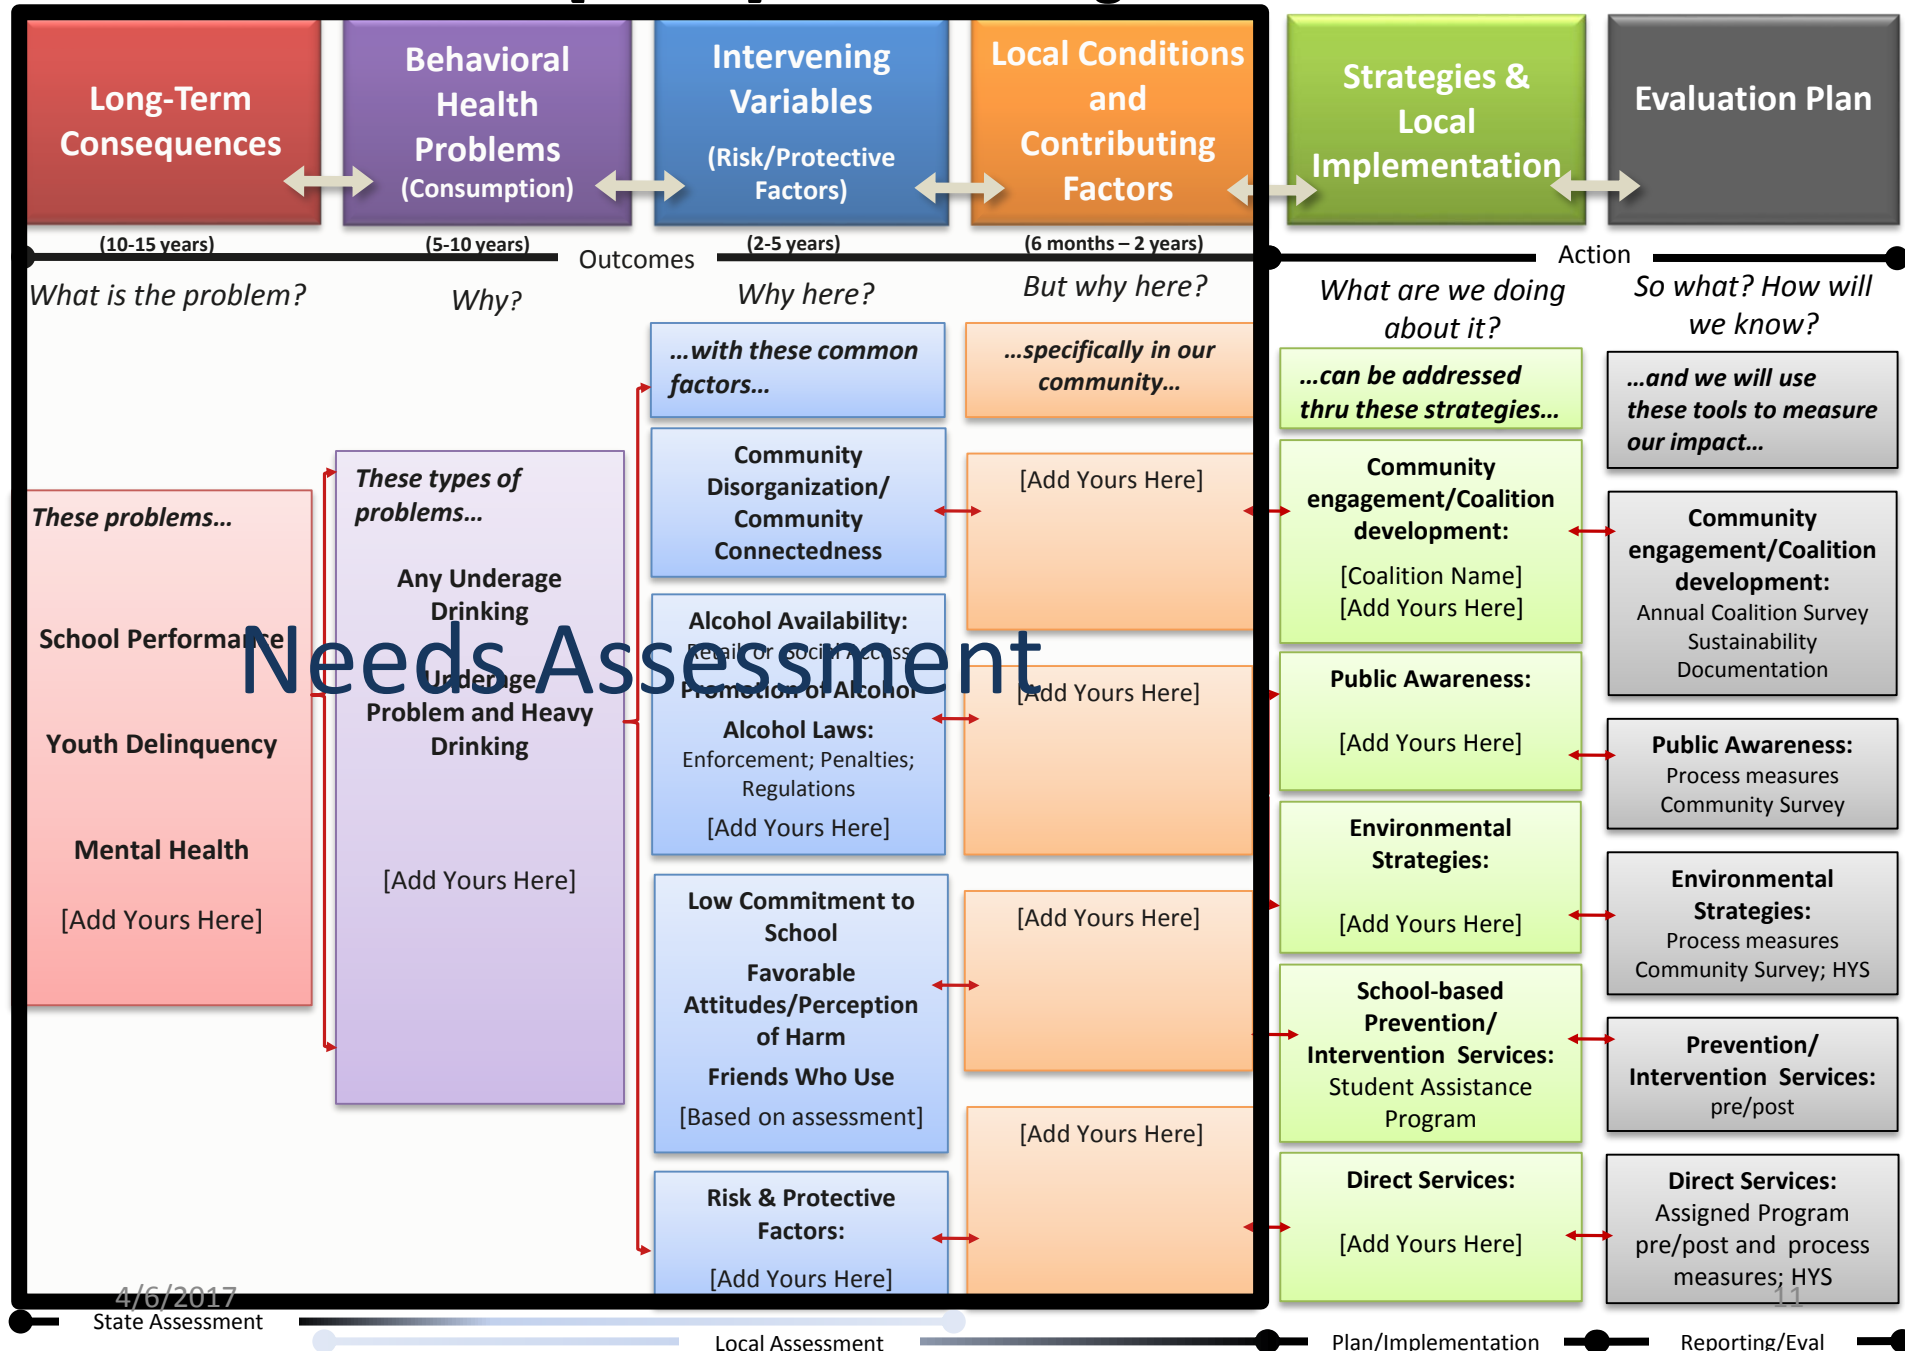 Long-Term
Consequences
Behavioral
Health
Problems
(Consumption)
Intervening
Variables
(Risk/Protective
Factors)
Local Conditions
and
Contributing
Factors
Strategies &
Local
Implementation
Evaluation Plan
(10-15 years)
(5-10 years)
(2-5 years)
(6 months – 2 years)
Outcomes
Action
What is the problem?
Why?
Why here?
But why here?
What are we doing
about it?
So what? How will
we know?
These problems…
School Performance
Youth Delinquency
Mental Health
[Add Yours Here]
These types of
problems…
Any Underage
Drinking
Underage
Problem and Heavy
Drinking
[Add Yours Here]
…with these common
factors…
Community
Disorganization/
Community
Connectedness
Alcohol Availability:
Retail or Social Access
Promotion of Alcohol
Alcohol Laws:
Enforcement; Penalties;
Regulations
[Add Yours Here]
Low Commitment to
School
Favorable
Attitudes/Perception
of Harm
Friends Who Use
[Based on assessment]
Risk & Protective
Factors:
[Add Yours Here]
…specifically in our
community…
[Add Yours Here]
[Add Yours Here]
[Add Yours Here]
[Add Yours Here]
…can be addressed
thru these strategies…
Community
engagement/Coalition
development:
[Coalition Name]
[Add Yours Here]
Public Awareness:
[Add Yours Here]
Environmental
Strategies:
[Add Yours Here]
School-based
Prevention/
Intervention Services:
Student Assistance
Program
Direct Services:
[Add Yours Here]
…and we will use
these tools to measure
our impact…
Community
engagement/Coalition
development:
Annual Coalition Survey
Sustainability
Documentation
Public Awareness:
Process measures
Community Survey
Environmental
Strategies:
Process measures
Community Survey; HYS
Prevention/
Intervention Services:
pre/post
Direct Services:
Assigned Program
pre/post and process
measures; HYS
Needs Assessment
4/6/2017
11
State Assessment
Local Assessment
Plan/Implementation
Reporting/Eval